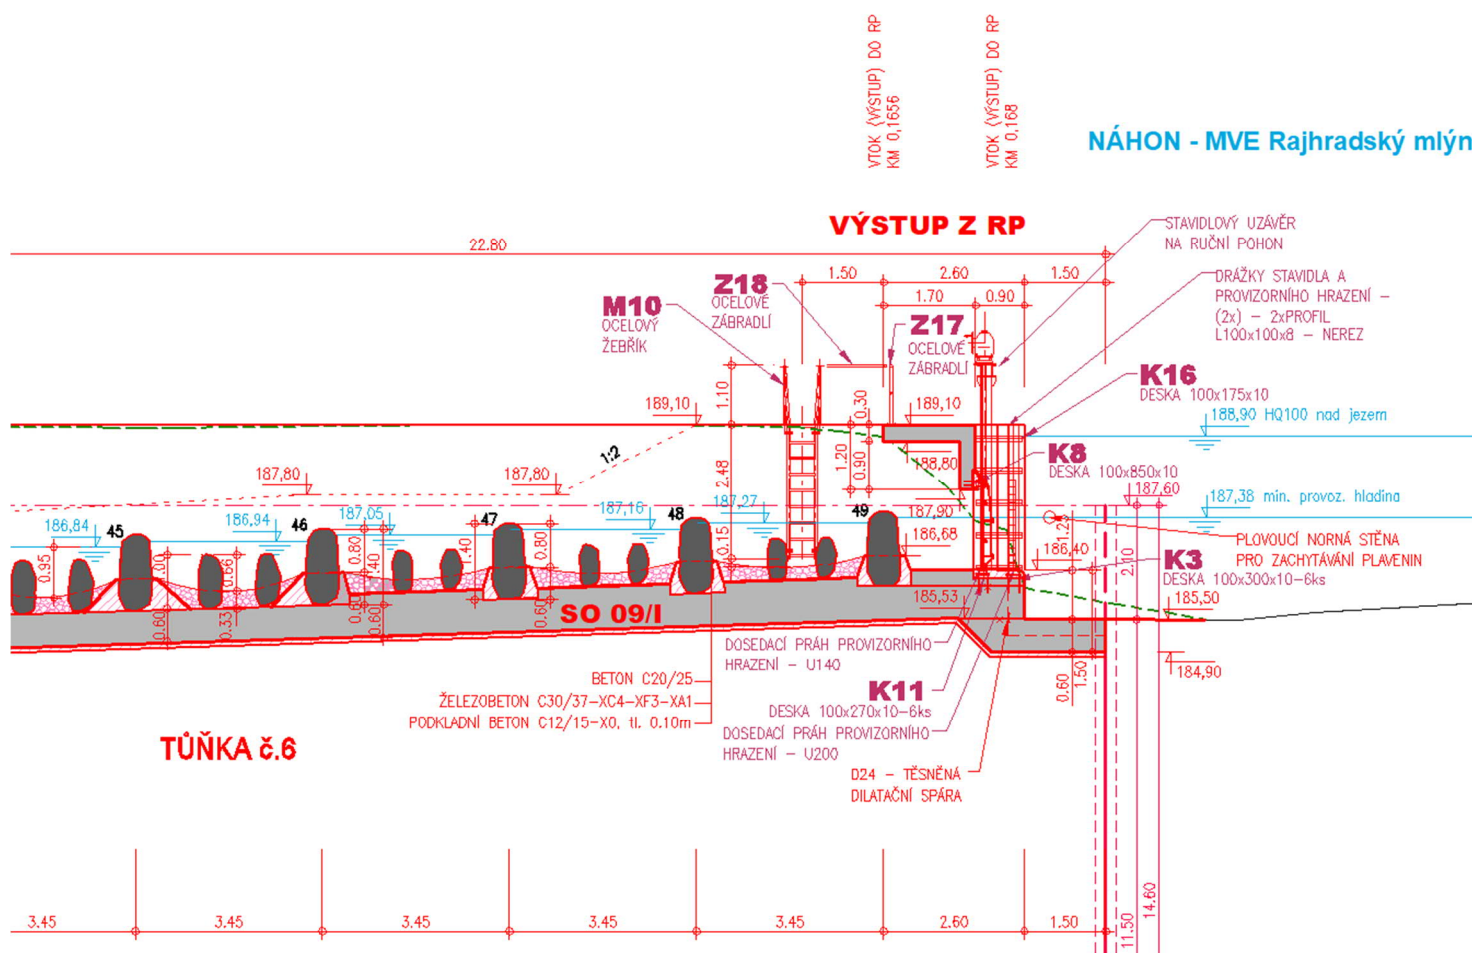 VTOK (VÝSTUP) DO RP
KM 0,1656
VTOK (VÝSTUP) DO RP
KM 0,168
NÁHON - MVE Rajhradský mlýn
VÝSTUP Z RP
22.80
1.50
2.60
1.50
1.70
0.90
STAVIDLOVÝ UZÁVĚR
NA RUČNÍ POHON
DRÁŽKY STAVIDLA A
PROVIZORNÍHO HRAZENÍ –
(2x) – 2xPROFIL
L100x100x8 – NEREZ
Z18
OCELOVÉ
ZÁBRADLÍ
M10
OCELOVÝ
ŽEBŘÍK
Z17
OCELOVÉ
ZÁBRADLÍ
K16
DESKA 100x175x10
189,10
1.10
0.30
189,10
188,90 HQ100 nad jezem
1:2
2.48
1.20
0.90
188,80
K8
DESKA 100x850x10
187,80
187,80
187,60
187,38 min. provoz. hladina
186,84
45
186,94
46
187,05
47
187,16
48
187,27
49
187,90
186,68
1.23
186,40
2.10
PLOVOUCÍ NORNÁ STĚNA
PRO ZACHYTÁVÁNÍ PLAVENIN
K3
DESKA 100x300x10-6ks
0.95
1.00
0.66
0.80
1.40
1.40
0.80
0.15
0.60
0.33
0.60
0.60
0.60
SO 09/I
185,53
185,50
184,90
0.60
1.50
DOSEDACÍ PRÁH PROVIZORNÍHO
HRAZENÍ – U140
BETON C20/25
ŽELEZOBETON C30/37-XC4-XF3-XA1
PODKLADNÍ BETON C12/15-X0, tl. 0.10m
K11
DESKA 100x270x10-6ks
DOSEDACÍ PRÁH PROVIZORNÍHO
HRAZENÍ – U200
D24 – TĚSNĚNÁ
DILATAČNÍ SPÁRA
TŮŇKA č.6
3.45
3.45
3.45
3.45
3.45
2.60
1.50
11.50
14.60